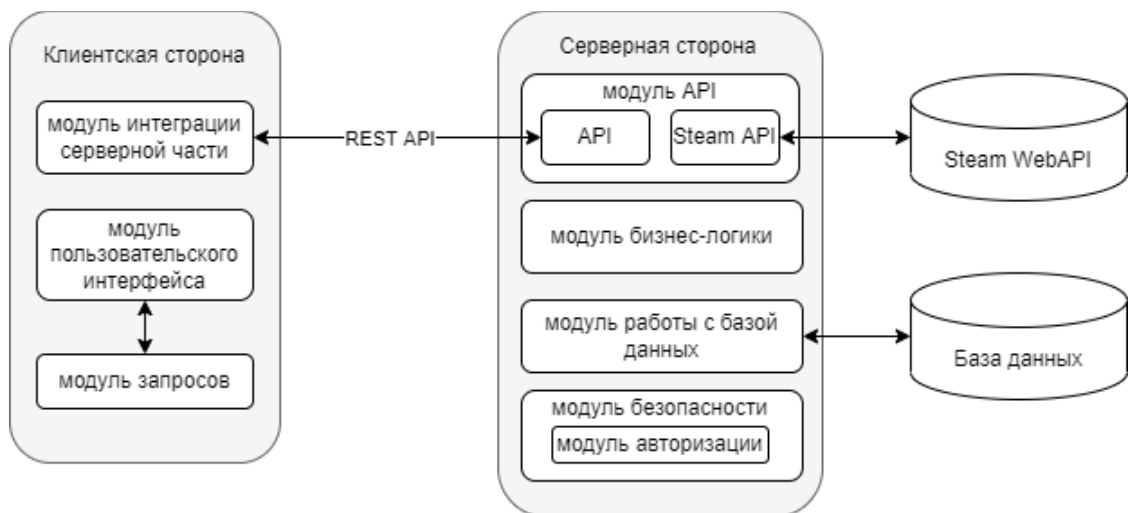 Клиентская сторона
модуль интеграции
серверной части
модуль
пользовательского
интерфейса
модуль запросов
REST API
Серверная сторона
модуль API
API
Steam API
модуль бизнес-логики
модуль работы с базой
данных
модуль безопасности
модуль авторизации
Steam WebAPI
База данных